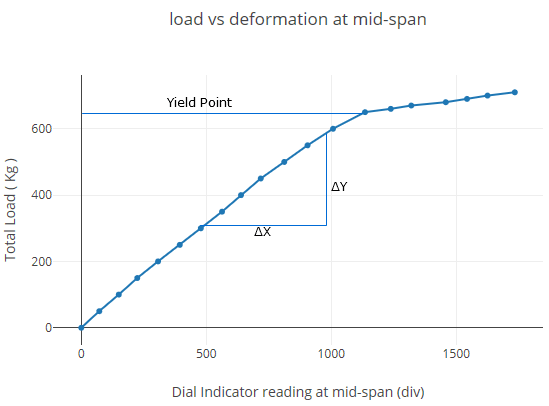 load vs deformation at mid-span
Yield Point
600
ΔY
400
ΔX
200
0
0 500 1000 1500
Total Load ( Kg )
Dial Indicator reading at mid-span (div)